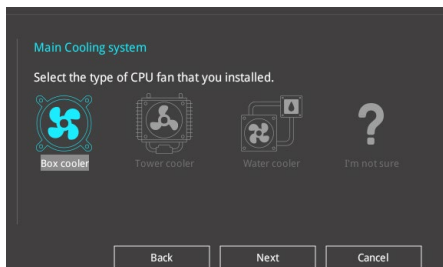 Main Cooling system
Select the type of CPU fan that you installed.
Box cooler Tower cooler Water cooler I'm not sure
Back Next Cancel